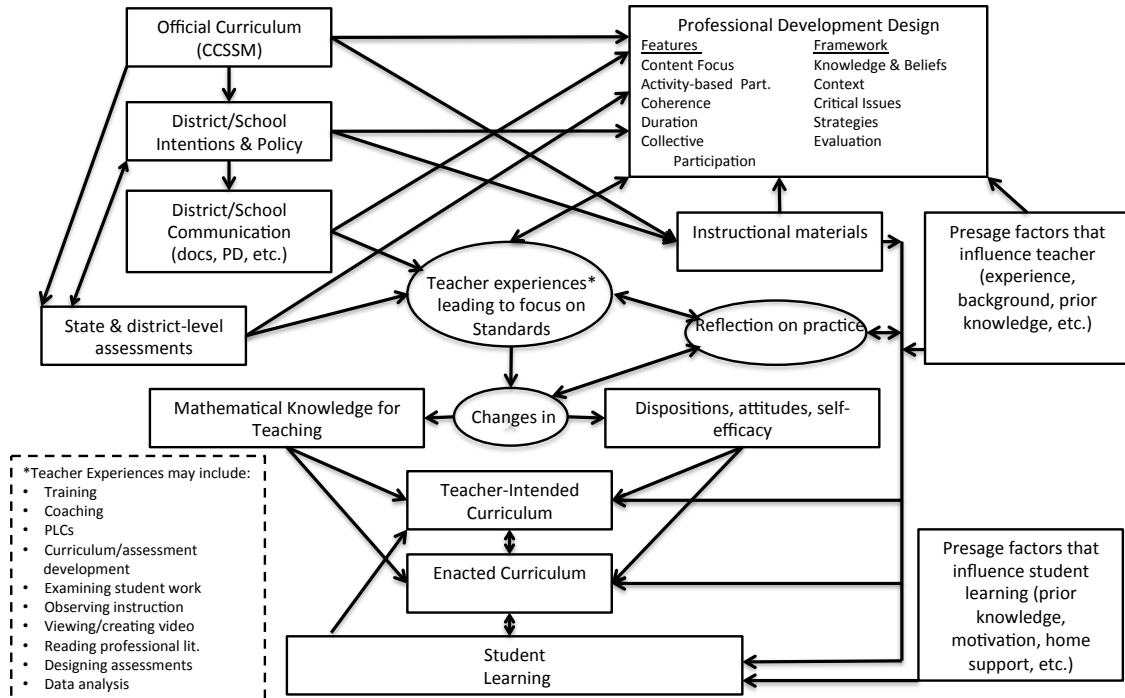 Official Curriculum
(CCSSM)
Professional Development Design
Features
Framework
Content Focus
Knowledge & Beliefs
Activity-based Part.
Context
Coherence
Critical Issues
Duration
Strategies
Collective
Evaluation
Participation
District/School
Intentions & Policy
District/School
Communication
(docs, PD, etc.)
Instructional materials
Presage factors that
influence teacher
(experience,
background, prior
knowledge, etc.)
Teacher experiences*
leading to focus on
Standards
State & district-level
assessments
Reflection on practice
Mathematical Knowledge for
Teaching
Changes in
Dispositions, attitudes, self-
efficacy
*Teacher Experiences may include:
• Training
• Coaching
• PLCs
• Curriculum/assessment
development
• Examining student work
• Observing instruction
• Viewing/creating video
• Reading professional lit.
• Designing assessments
• Data analysis
Teacher-Intended
Curriculum
Enacted Curriculum
Student
Learning
Presage factors that
influence student
learning (prior
knowledge,
motivation, home
support, etc.)